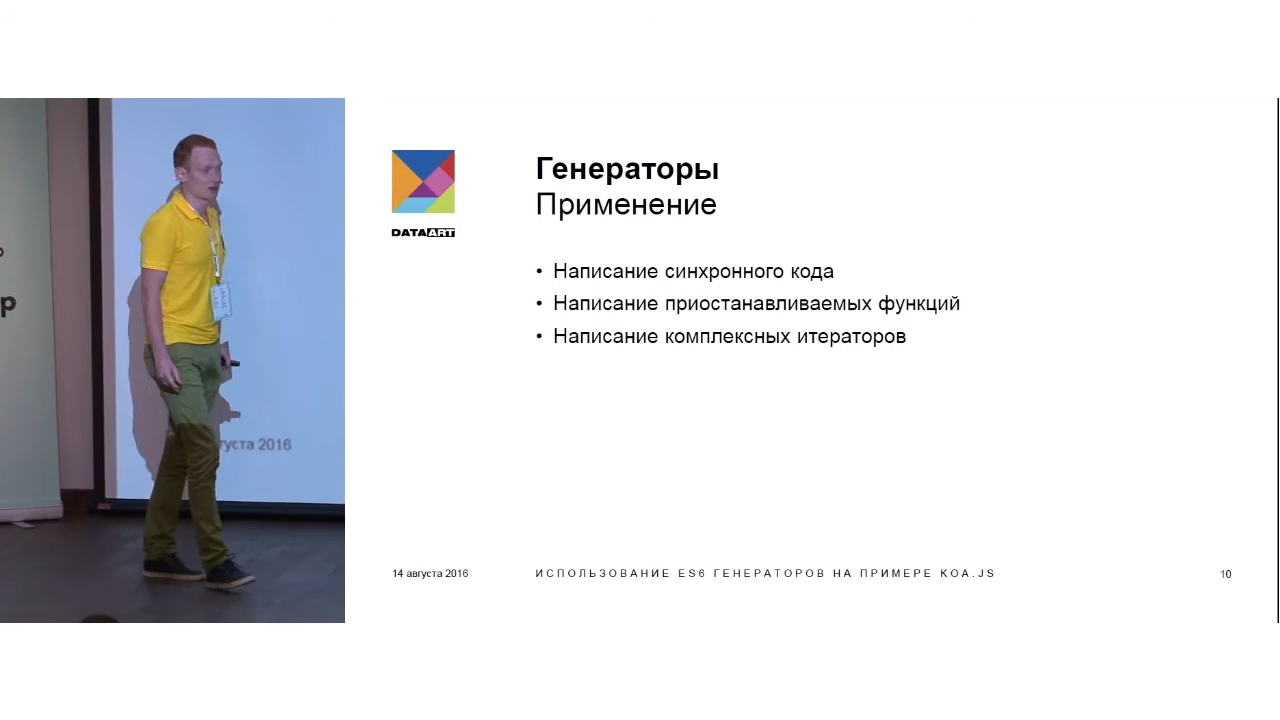 Генераторы
Применение
DATAART
• Написание синхронного кода
• Написание приостанавливаемых функций
• Написание комплексных итераторов
14 августа 2016
ИСПОЛЬЗОВАНИЕ ES6 ГЕНЕРАТОРОВ НА ПРИМЕРЕ KOA.JS
10
2016